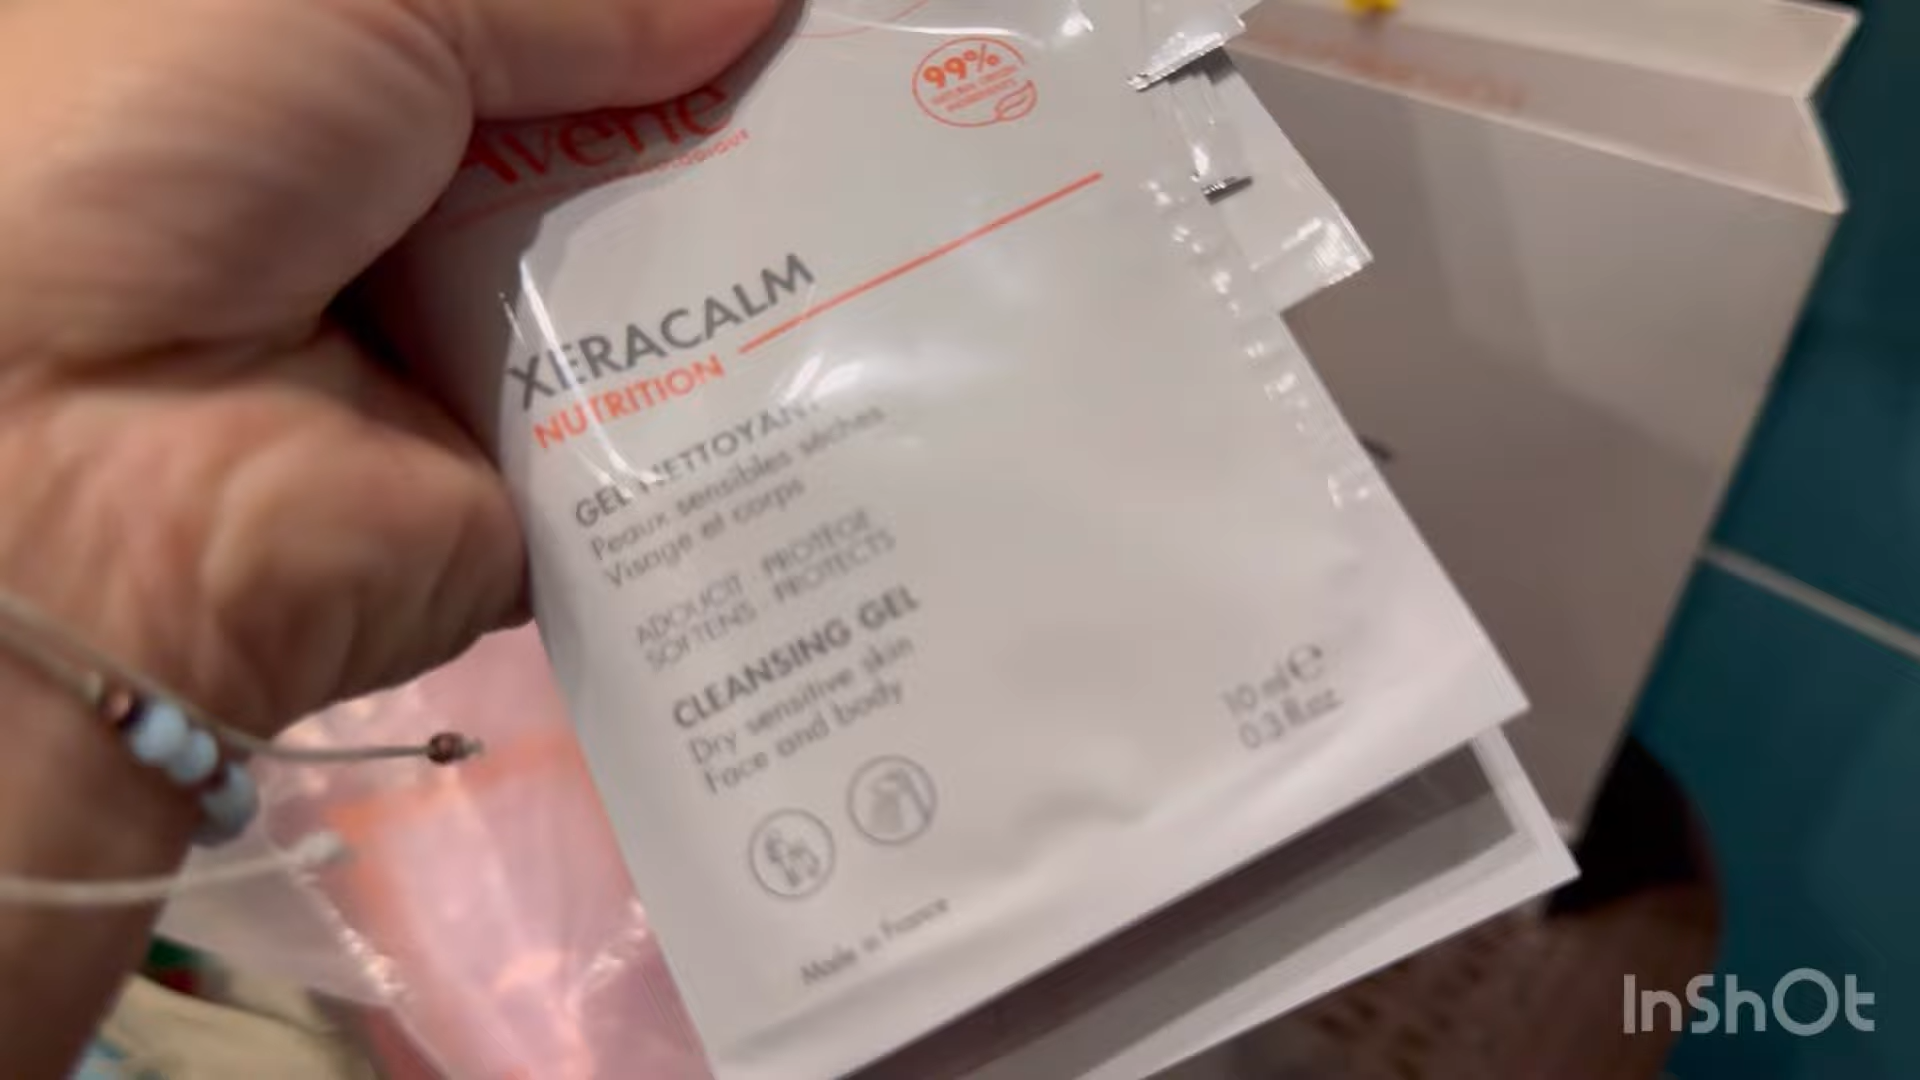 99%
Avène
XERACALM
NUTRITION
GEL NETTOYANT
Peaux sensibles sèches
Visage et corps
ADOUCIT · PROTÈGE
SOFTENS · PROTECTS
CLEANSING GEL
Dry sensitive skin
Face and body
10 ml e
0.3 fl.oz
Made in France
InShOt